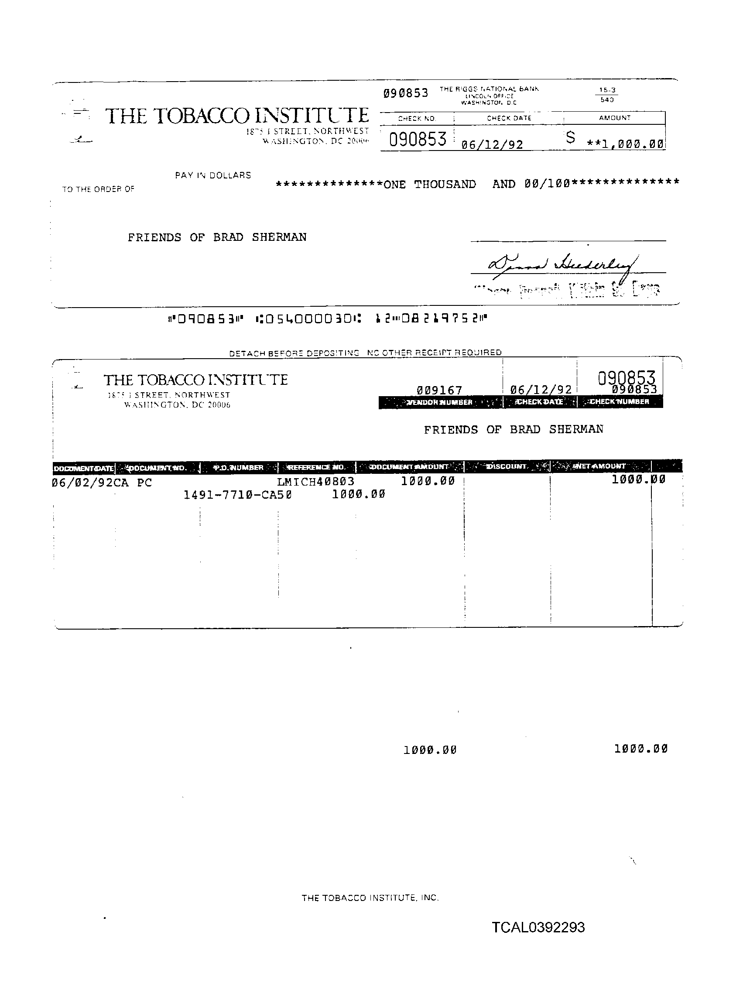 090853 THE RIGGS NATIONAL BANK 15-3
LINCOLN OFFICE 540
WASHINGTON, D.C.
THE TOBACCO INSTITUTE
1875 I STREET, NORTHWEST
WASHINGTON, DC 20006
CHECK NO. CHECK DATE AMOUNT
090853 06/12/92 $ **1,000.00
PAY IN DOLLARS **************ONE THOUSAND AND 00/100**************
TO THE ORDER OF
FRIENDS OF BRAD SHERMAN
⑈090853⑈ ⑆054000030⑆ 12⑉08219752⑈
DETACH BEFORE DEPOSITING NO OTHER RECEIPT REQUIRED
THE TOBACCO INSTITUTE
1875 I STREET, NORTHWEST
WASHINGTON, DC 20006
009167 06/12/92 090853
090853
VENDOR NUMBER CHECK DATE CHECK NUMBER
FRIENDS OF BRAD SHERMAN
DOCUMENT DATE DOCUMENT NO. P.O. NUMBER REFERENCE NO. DOCUMENT AMOUNT DISCOUNT NET AMOUNT
06/02/92CA PC LMICH40803 1000.00 1000.00
1491-7710-CA50 1000.00
1000.00 1000.00
THE TOBACCO INSTITUTE, INC.
TCAL0392293